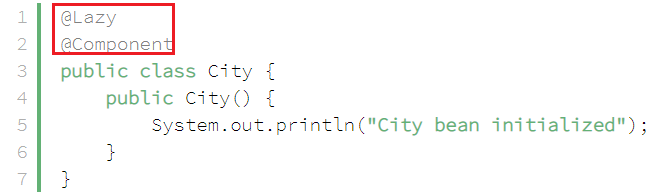 1 @Lazy
2 @Component
3 public class City {
4     public City() {
5         System.out.println("City bean initialized");
6     }
7 }